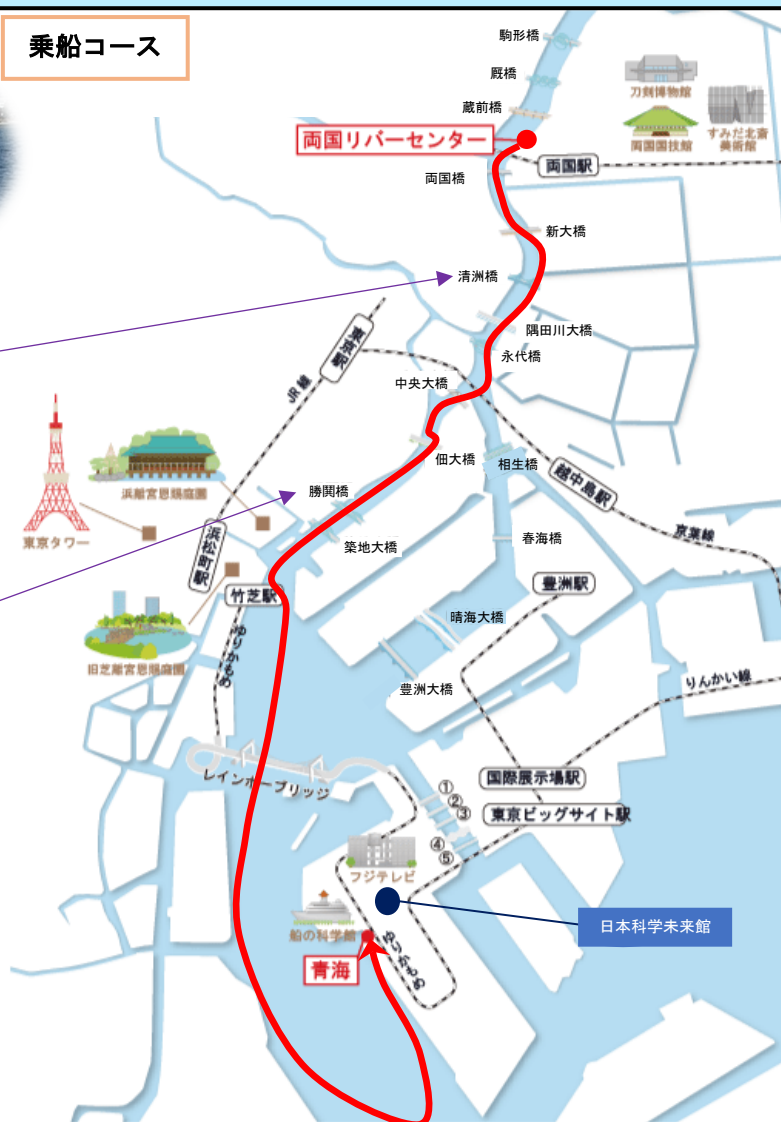 乗船コース
駒形橋
厩橋
蔵前橋
刀剣博物館
両国国技館
すみだ北斎
美術館
両国リバーセンター
両国駅
両国橋
新大橋
清洲橋
隅田川大橋
永代橋
東京駅
JR線
中央大橋
佃大橋
相生橋
越中島駅
勝鬨橋
浜離宮恩賜庭園
東京タワー
浜松町駅
築地大橋
春海橋
京葉線
竹芝駅
豊洲駅
ゆりかもめ
晴海大橋
旧芝離宮恩賜庭園
豊洲大橋
りんかい線
レインボーブリッジ
国際展示場駅
①
②
③
東京ビッグサイト駅
④
⑤
フジテレビ
日本科学未来館
船の科学館
ゆりかもめ
青海